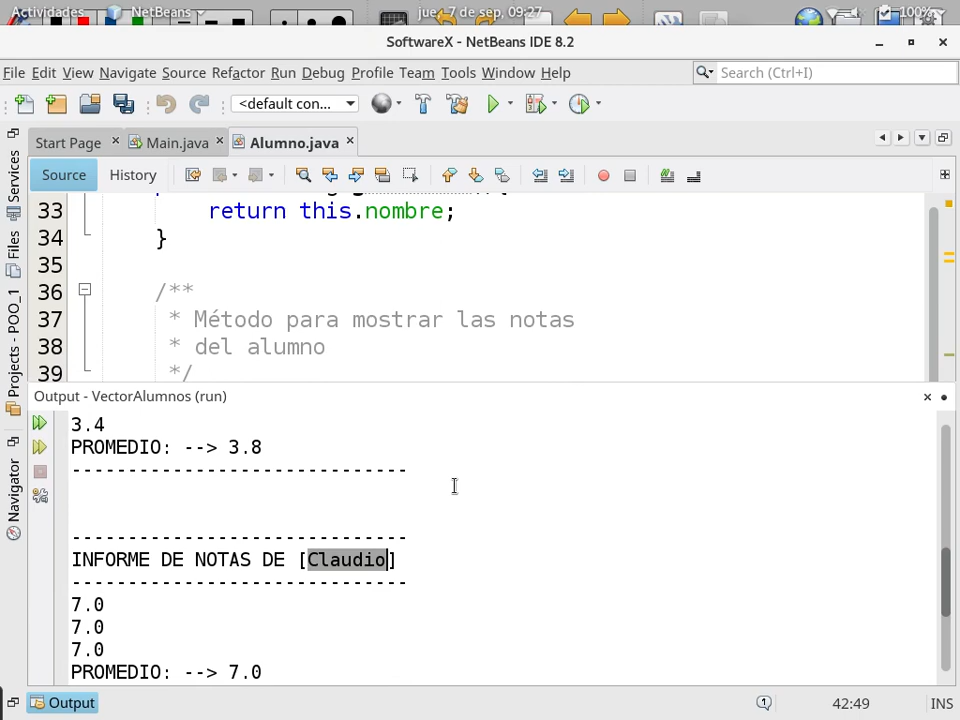 Actividades NetBeans jue, 7 de sep, 09:27 100%
SoftwareX - NetBeans IDE 8.2
File Edit View Navigate Source Refactor Run Debug Profile Team Tools Window Help
Search (Ctrl+I)
<default con...
Start Page Main.java Alumno.java
Source History
33 return this.nombre;
34 }
35
36 /**
37 * Método para mostrar las notas
38 * del alumno
39 */
Services
Files
Projects - POO_1
Navigator
Output - VectorAlumnos (run)
3.4
PROMEDIO: --> 3.8
------------------------------
------------------------------
INFORME DE NOTAS DE [Claudio]
------------------------------
7.0
7.0
7.0
PROMEDIO: --> 7.0
Output 1 42:49 INS